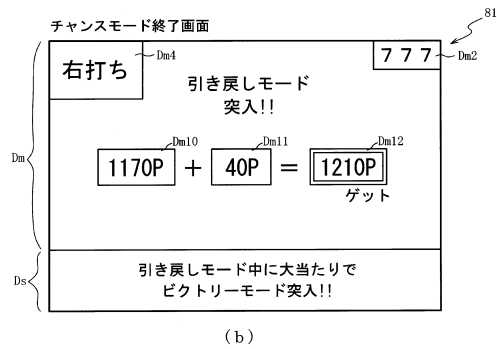 チャンスモード終了画面
81
右打ち
Dm4
7 7 7
Dm2
引き戻しモード
突入!!
Dm
Dm10
Dm11
Dm12
1170P + 40P = 1210P
ゲット
Ds
引き戻しモード中に大当たりで
ビクトリーモード突入!!
(b)